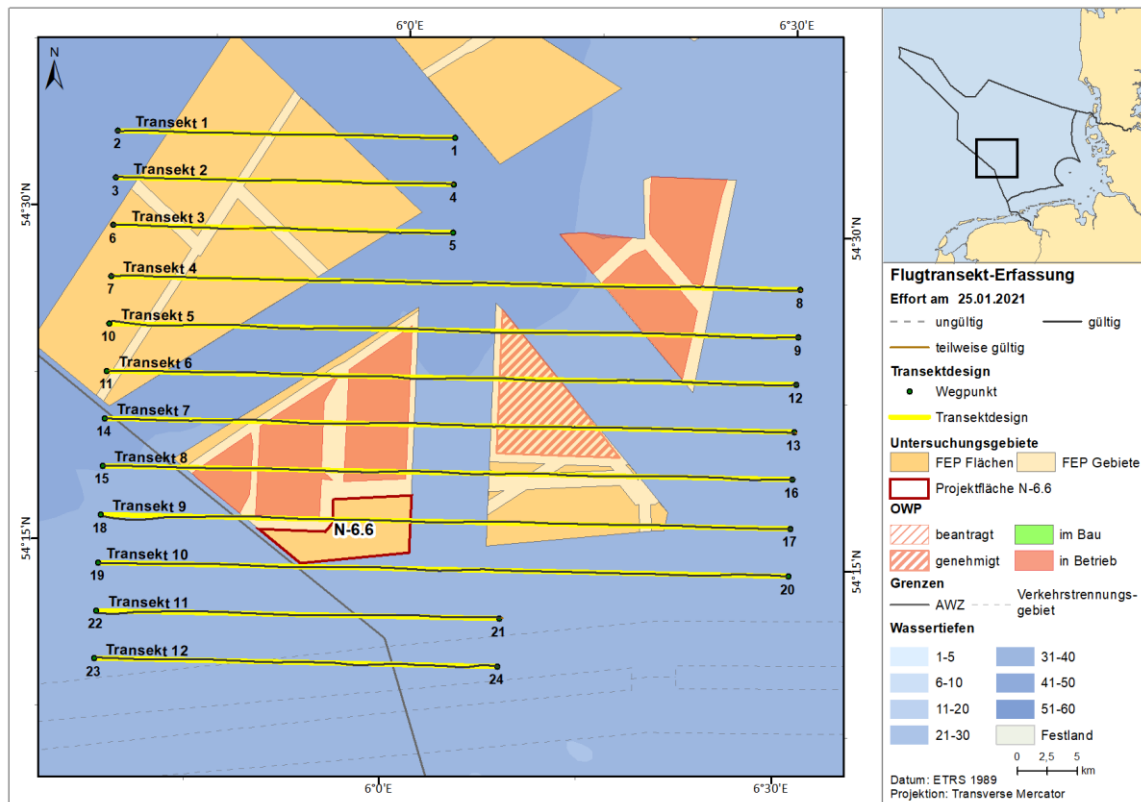 6°0'E
6°30'E
N
54°30'N
54°15'N
54°30'N
54°15'N
6°0'E
6°30'E
Transekt 1
2
1
Transekt 2
3
4
Transekt 3
6
5
Transekt 4
7
8
Transekt 5
10
9
Transekt 6
11
12
Transekt 7
14
13
Transekt 8
15
16
Transekt 9
18
17
N-6.6
Transekt 10
19
20
Transekt 11
22
21
Transekt 12
23
24
Flugtransekt-Erfassung
Effort am 25.01.2021
ungültig
gültig
teilweise gültig
Transektdesign
Wegpunkt
Transektdesign
Untersuchungsgebiete
FEP Flächen
FEP Gebiete
Projektfläche N-6.6
OWP
beantragt
im Bau
genehmigt
in Betrieb
Grenzen
AWZ
Verkehrstrennungs-
gebiet
Wassertiefen
1-5
31-40
6-10
41-50
11-20
51-60
21-30
Festland
0 2,5 5
km
Datum: ETRS 1989
Projektion: Transverse Mercator